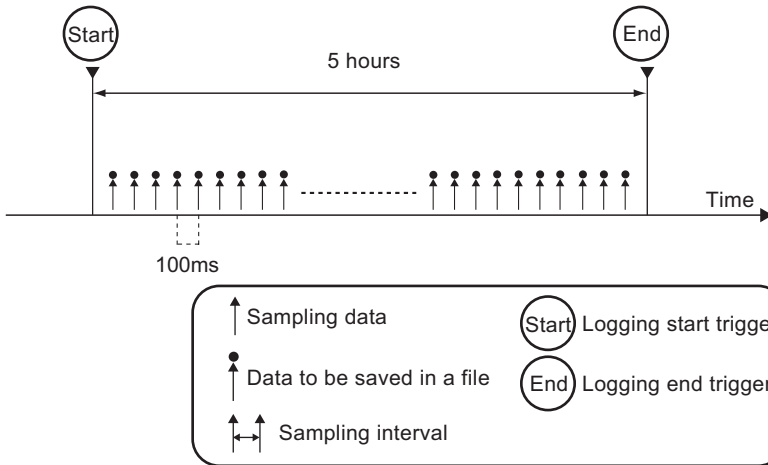 Start
End
5 hours
Time
100ms
Sampling data
Start Logging start trigge
Data to be saved in a file
End Logging end trigger
Sampling interval